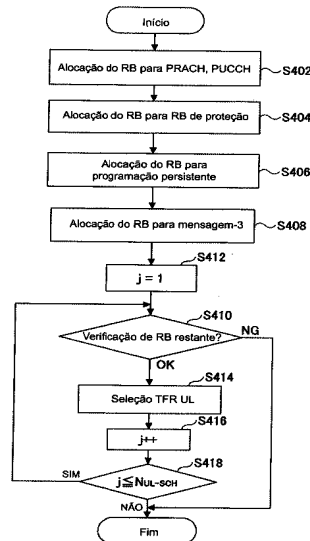 Início
Alocação do RB para PRACH, PUCCH
S402
Alocação do RB para RB de proteção
S404
Alocação do RB para
programação persistente
S406
Alocação do RB para mensagem-3
S408
S412
j = 1
S410
Verificação de RB restante?
NG
OK
S414
Seleção TFR UL
S416
j++
S418
j≦NUL-SCH
SIM
NÃO
Fim